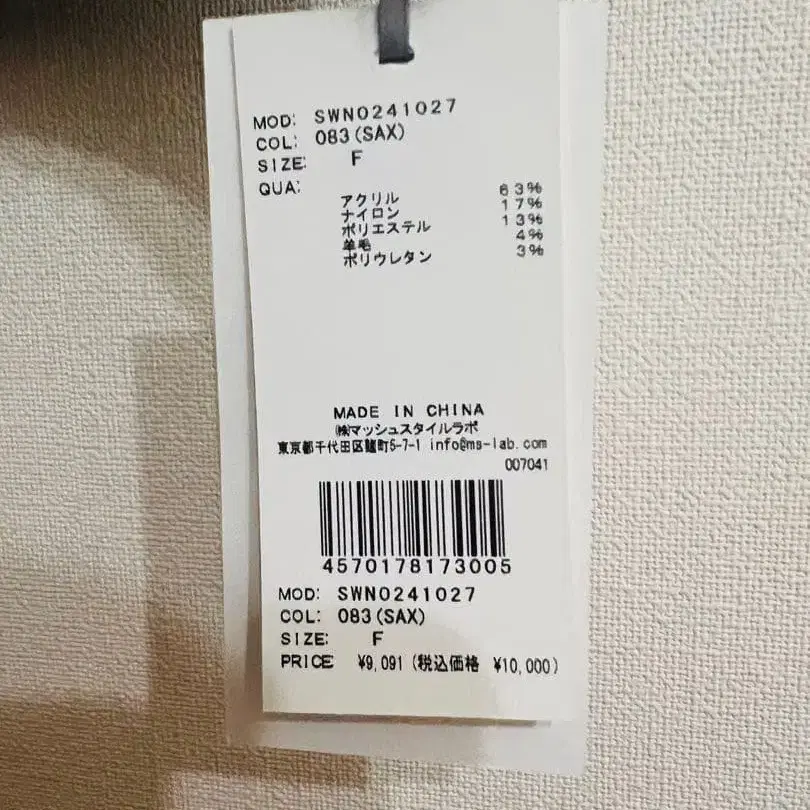 MOD: SWN0241027
COL: 083(SAX)
SIZE: F
QUA:
アクリル 63%
ナイロン 17%
ポリエステル 13%
羊毛 4%
ポリウレタン 3%
MADE IN CHINA
㈱マッシュスタイルラボ
東京都千代田区麹町5-7-1 info@ms-lab.com
007041
4570178173005
MOD: SWN0241027
COL: 083(SAX)
SIZE: F
PRICE: ¥9,091 (税込価格 ¥10,000)